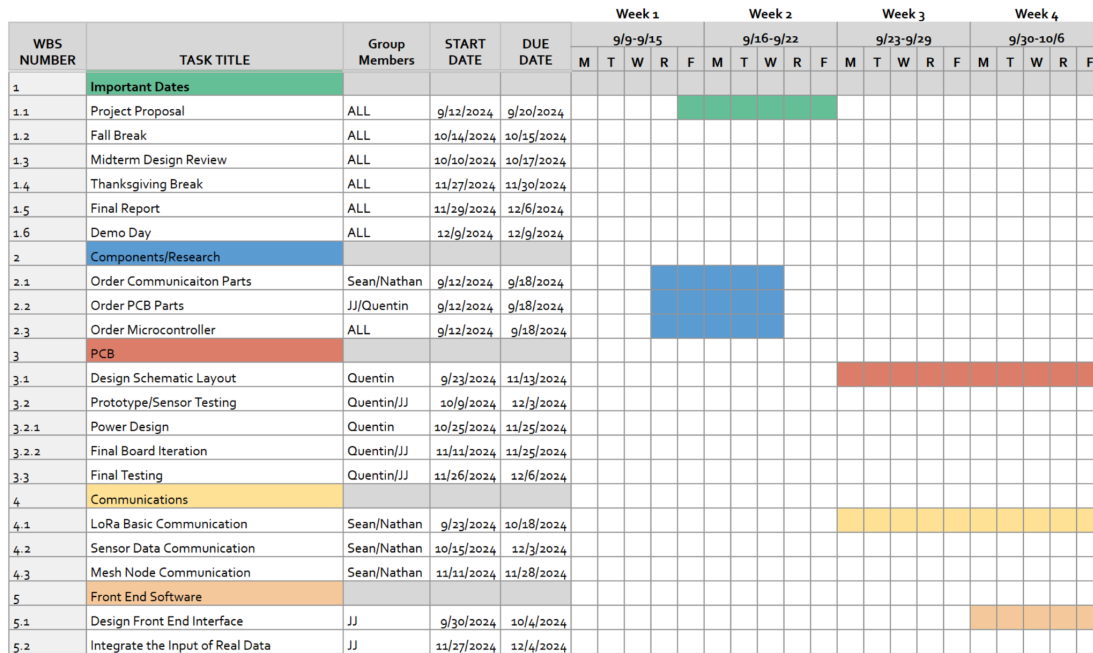 Week 1 Week 2 Week 3 Week 4
WBS NUMBER TASK TITLE Group Members START DATE DUE DATE 9/9-9/15 9/16-9/22 9/23-9/29 9/30-10/6
M T W R F M T W R F M T W R F M T W R F
1 Important Dates
1.1 Project Proposal ALL 9/12/2024 9/20/2024
1.2 Fall Break ALL 10/14/2024 10/15/2024
1.3 Midterm Design Review ALL 10/10/2024 10/17/2024
1.4 Thanksgiving Break ALL 11/27/2024 11/30/2024
1.5 Final Report ALL 11/29/2024 12/6/2024
1.6 Demo Day ALL 12/9/2024 12/9/2024
2 Components/Research
2.1 Order Communicaiton Parts Sean/Nathan 9/12/2024 9/18/2024
2.2 Order PCB Parts JJ/Quentin 9/12/2024 9/18/2024
2.3 Order Microcontroller ALL 9/12/2024 9/18/2024
3 PCB
3.1 Design Schematic Layout Quentin 9/23/2024 11/13/2024
3.2 Prototype/Sensor Testing Quentin/JJ 10/9/2024 12/3/2024
3.2.1 Power Design Quentin 10/25/2024 11/25/2024
3.2.2 Final Board Iteration Quentin/JJ 11/11/2024 11/25/2024
3.3 Final Testing Quentin/JJ 11/26/2024 12/6/2024
4 Communications
4.1 LoRa Basic Communication Sean/Nathan 9/23/2024 10/18/2024
4.2 Sensor Data Communication Sean/Nathan 10/15/2024 12/3/2024
4.3 Mesh Node Communication Sean/Nathan 11/11/2024 11/28/2024
5 Front End Software
5.1 Design Front End Interface JJ 9/30/2024 10/4/2024
5.2 Integrate the Input of Real Data JJ 11/27/2024 12/4/2024